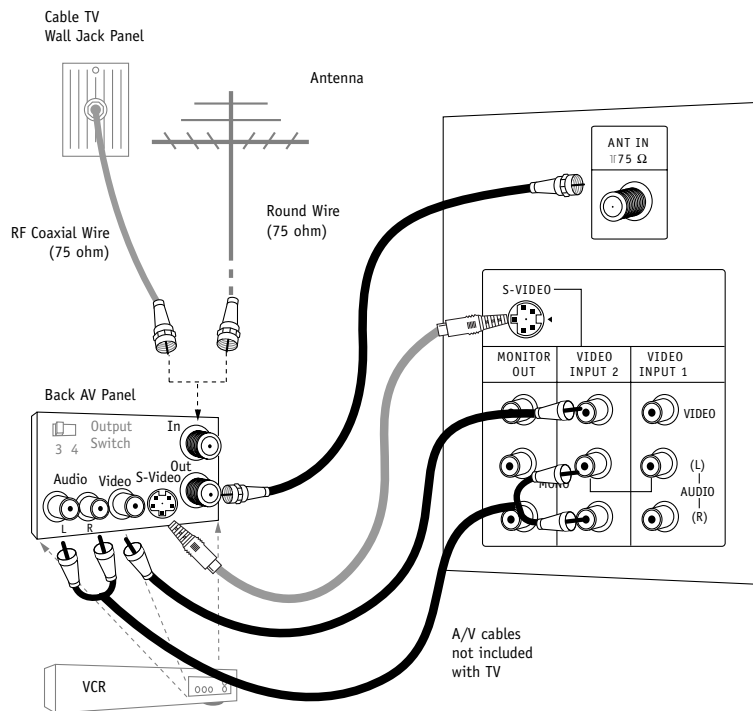 Cable TV
Wall Jack Panel
Antenna
RF Coaxial Wire
(75 ohm)
Round Wire
(75 ohm)
ANT IN
75 Ω
S-VIDEO
MONITOR
OUT
VIDEO
INPUT 2
VIDEO
INPUT 1
VIDEO
(L)
AUDIO
(R)
MONO
Back AV Panel
Output
Switch
3 4
In
Out
Audio
Video
S-Video
L
R
A/V cables
not included
with TV
VCR